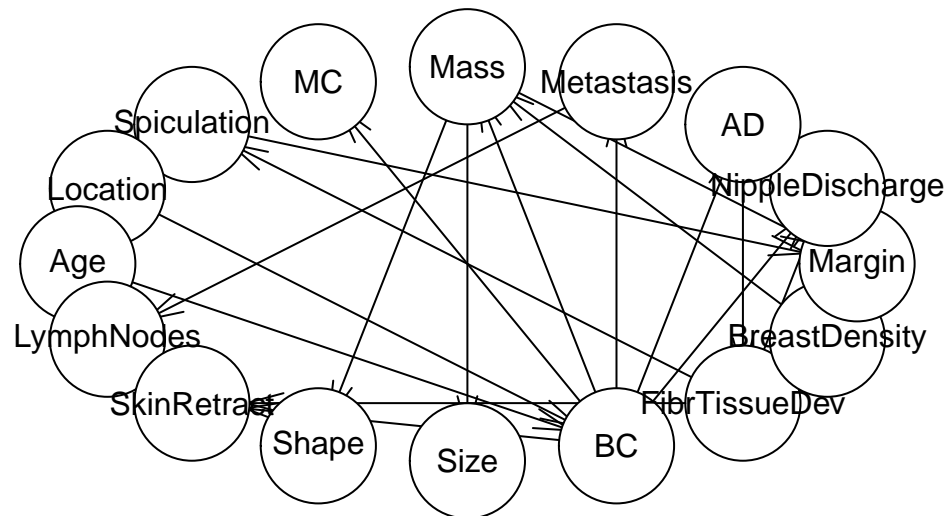 Mass
MC
Metastasis
Spiculation
AD
Location
NippleDischarge
Age
Margin
LymphNodes
BreastDensity
SkinRetract
FibrTissueDev
Shape
BC
Size